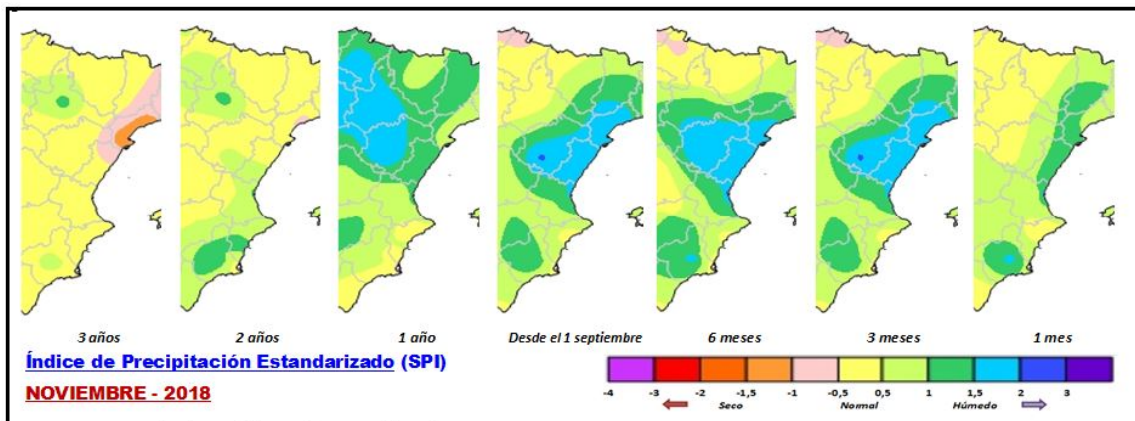 3 años 2 años 1 año Desde el 1 septiembre 6 meses 3 meses 1 mes
Índice de Precipitación Estandarizado (SPI)
NOVIEMBRE - 2018
-4 -3 -2 -1,5 -1 -0,5 0,5 1 1,5 2 3
Seco Normal Húmedo